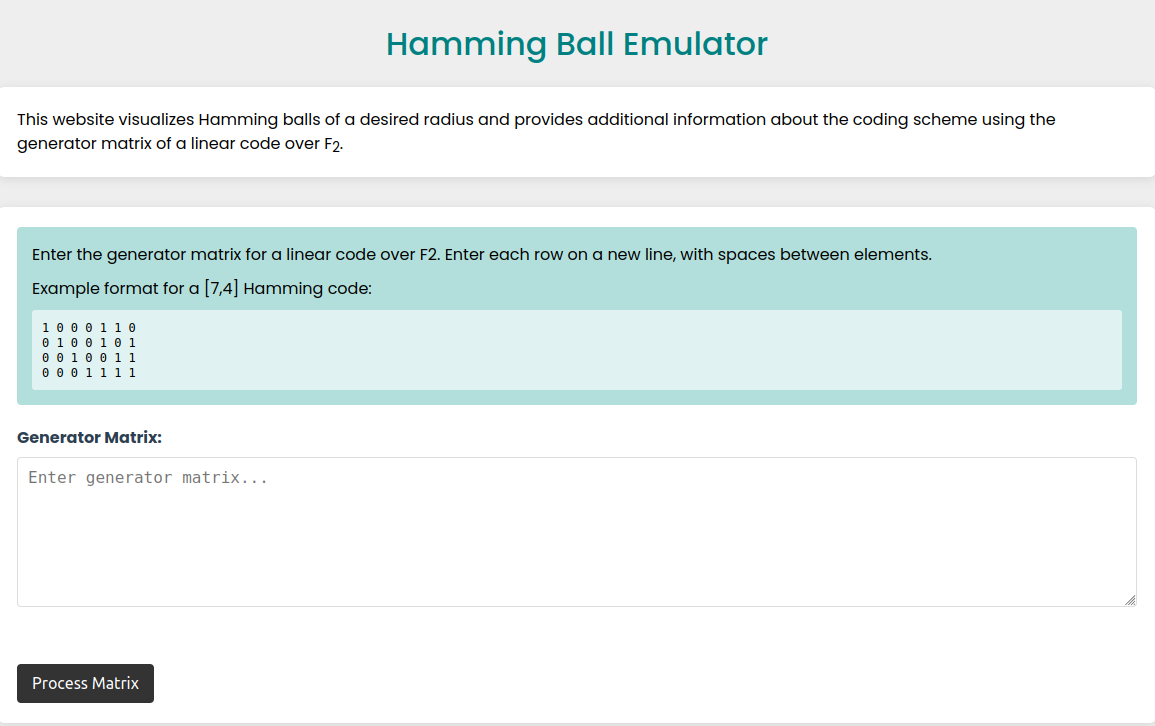 Hamming Ball Emulator
This website visualizes Hamming balls of a desired radius and provides additional information about the coding scheme using the
generator matrix of a linear code over F₂.
Enter the generator matrix for a linear code over F2. Enter each row on a new line, with spaces between elements.
Example format for a [7,4] Hamming code:
1 0 0 0 1 1 0
0 1 0 0 1 0 1
0 0 1 0 0 1 1
0 0 0 1 1 1 1
Generator Matrix:
Enter generator matrix...
Process Matrix